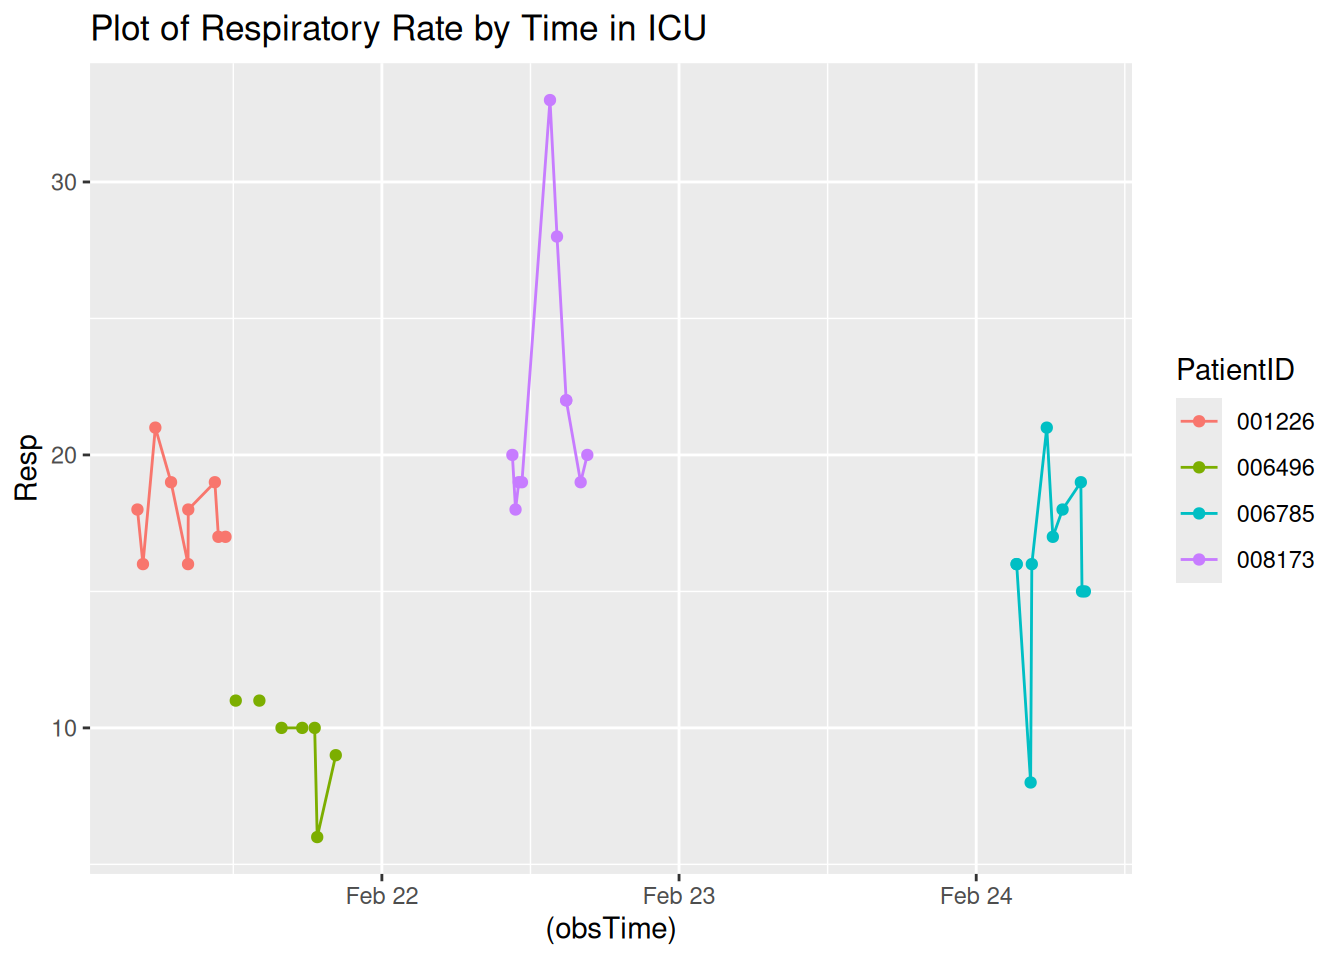 Plot of Respiratory Rate by Time in ICU
30
20
10
Resp
Feb 22
Feb 23
Feb 24
(obsTime)
PatientID
001226
006496
006785
008173